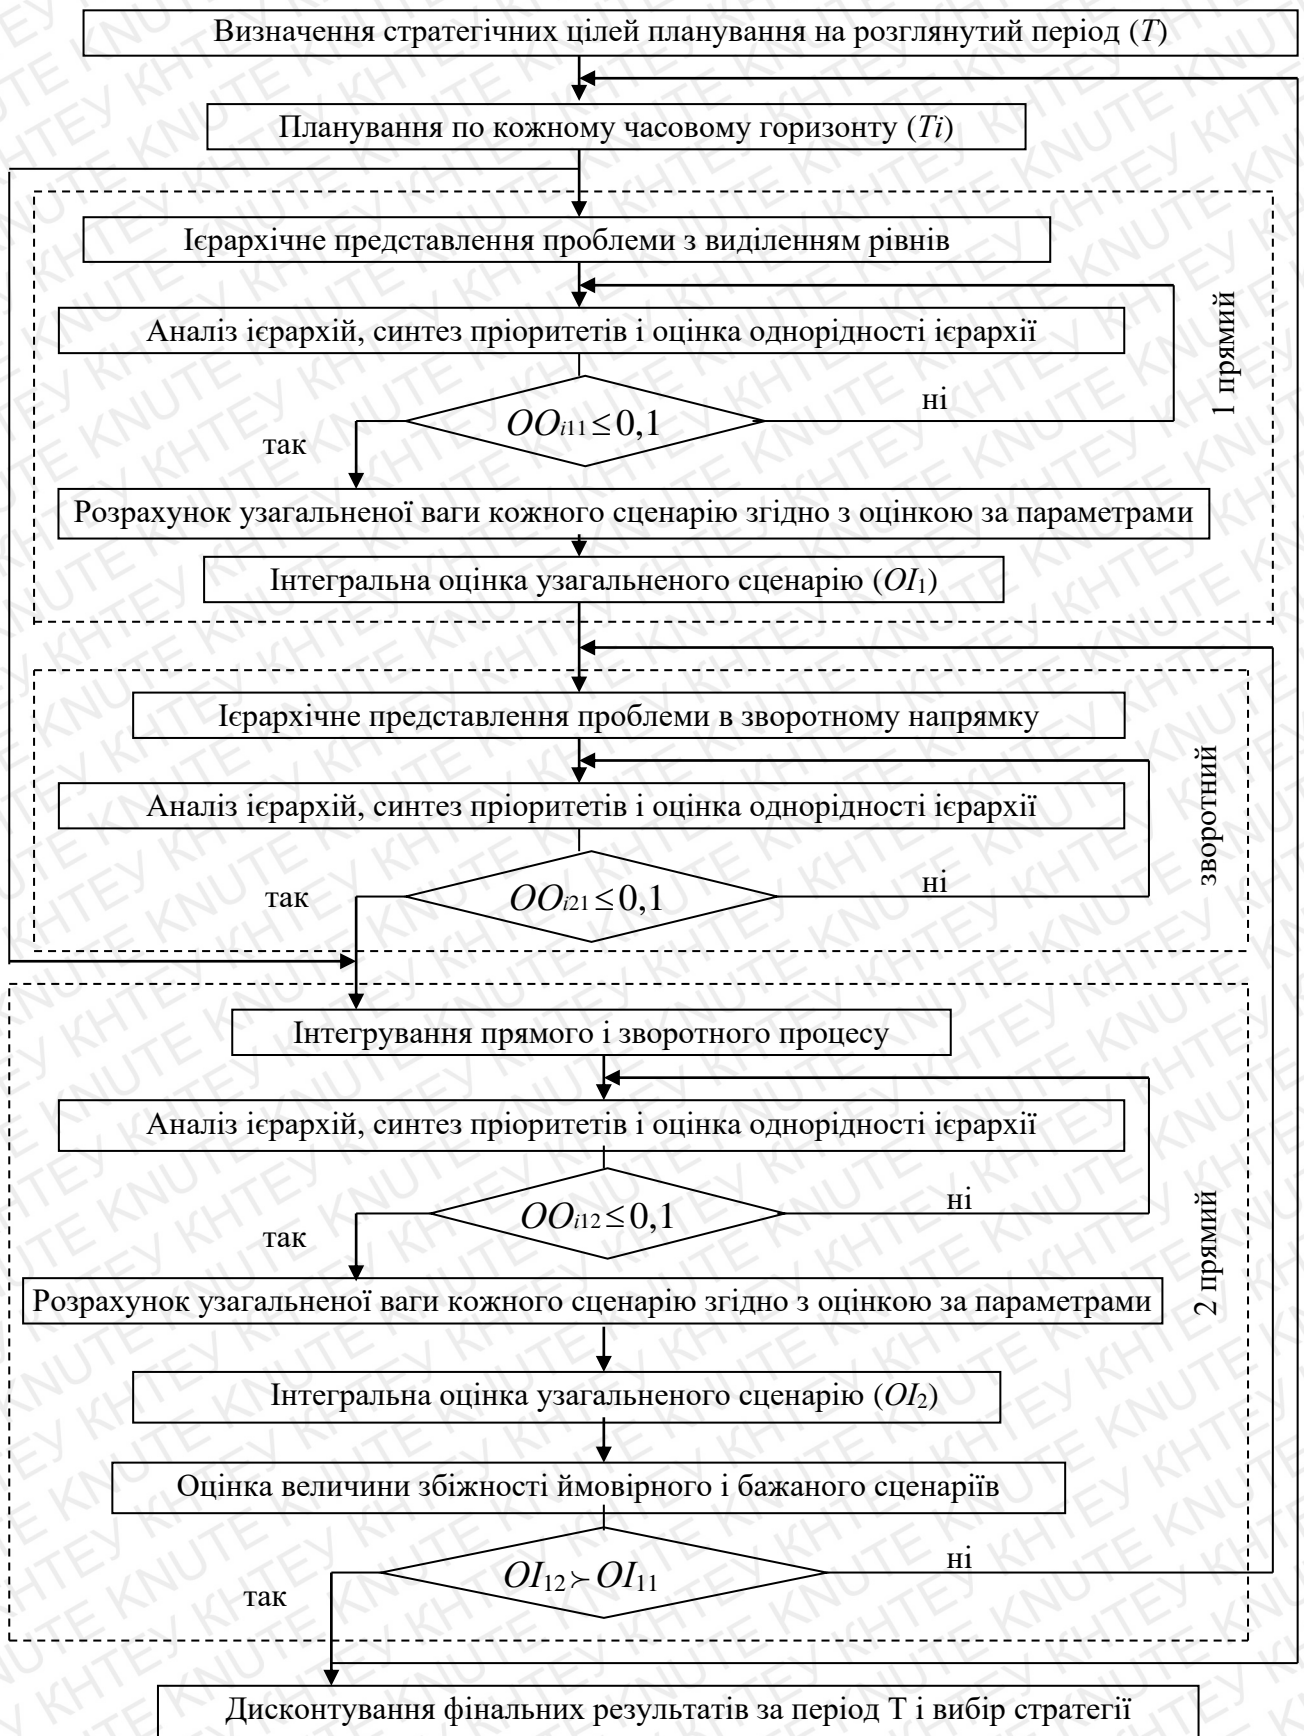 Визначення стратегічних цілей планування на розглянутий період (T)
Планування по кожному часовому горизонту (Ti)
Ієрархічне представлення проблеми з виділенням рівнів
Аналіз ієрархій, синтез пріоритетів і оцінка однорідності ієрархії
1 прямий
OOi11 ≤ 0,1
ні
так
Розрахунок узагальненої ваги кожного сценарію згідно з оцінкою за параметрами
Інтегральна оцінка узагальненого сценарію (OI1)
Ієрархічне представлення проблеми в зворотному напрямку
Аналіз ієрархій, синтез пріоритетів і оцінка однорідності ієрархії
зворотний
OOi21 ≤ 0,1
ні
так
Інтегрування прямого і зворотного процесу
Аналіз ієрархій, синтез пріоритетів і оцінка однорідності ієрархії
2 прямий
OOi12 ≤ 0,1
ні
так
Розрахунок узагальненої ваги кожного сценарію згідно з оцінкою за параметрами
Інтегральна оцінка узагальненого сценарію (OI2)
Оцінка величини збіжності ймовірного і бажаного сценаріїв
OI12 ≻ OI11
ні
так
Дисконтування фінальних результатів за період Т і вибір стратегії